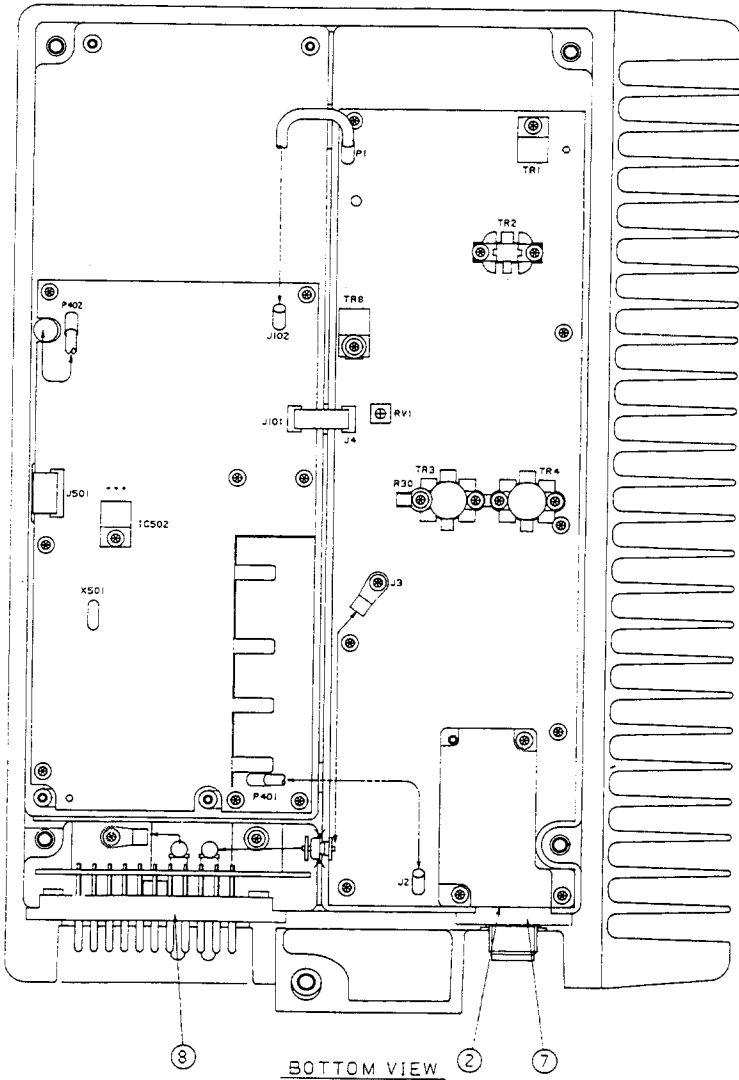 P1
TR1
TR2
P402
J102
TR8
J101
J4
RV1
TR3
TR4
R30
J501
IC502
X501
J3
P401
J2
8
BOTTOM VIEW
2
7